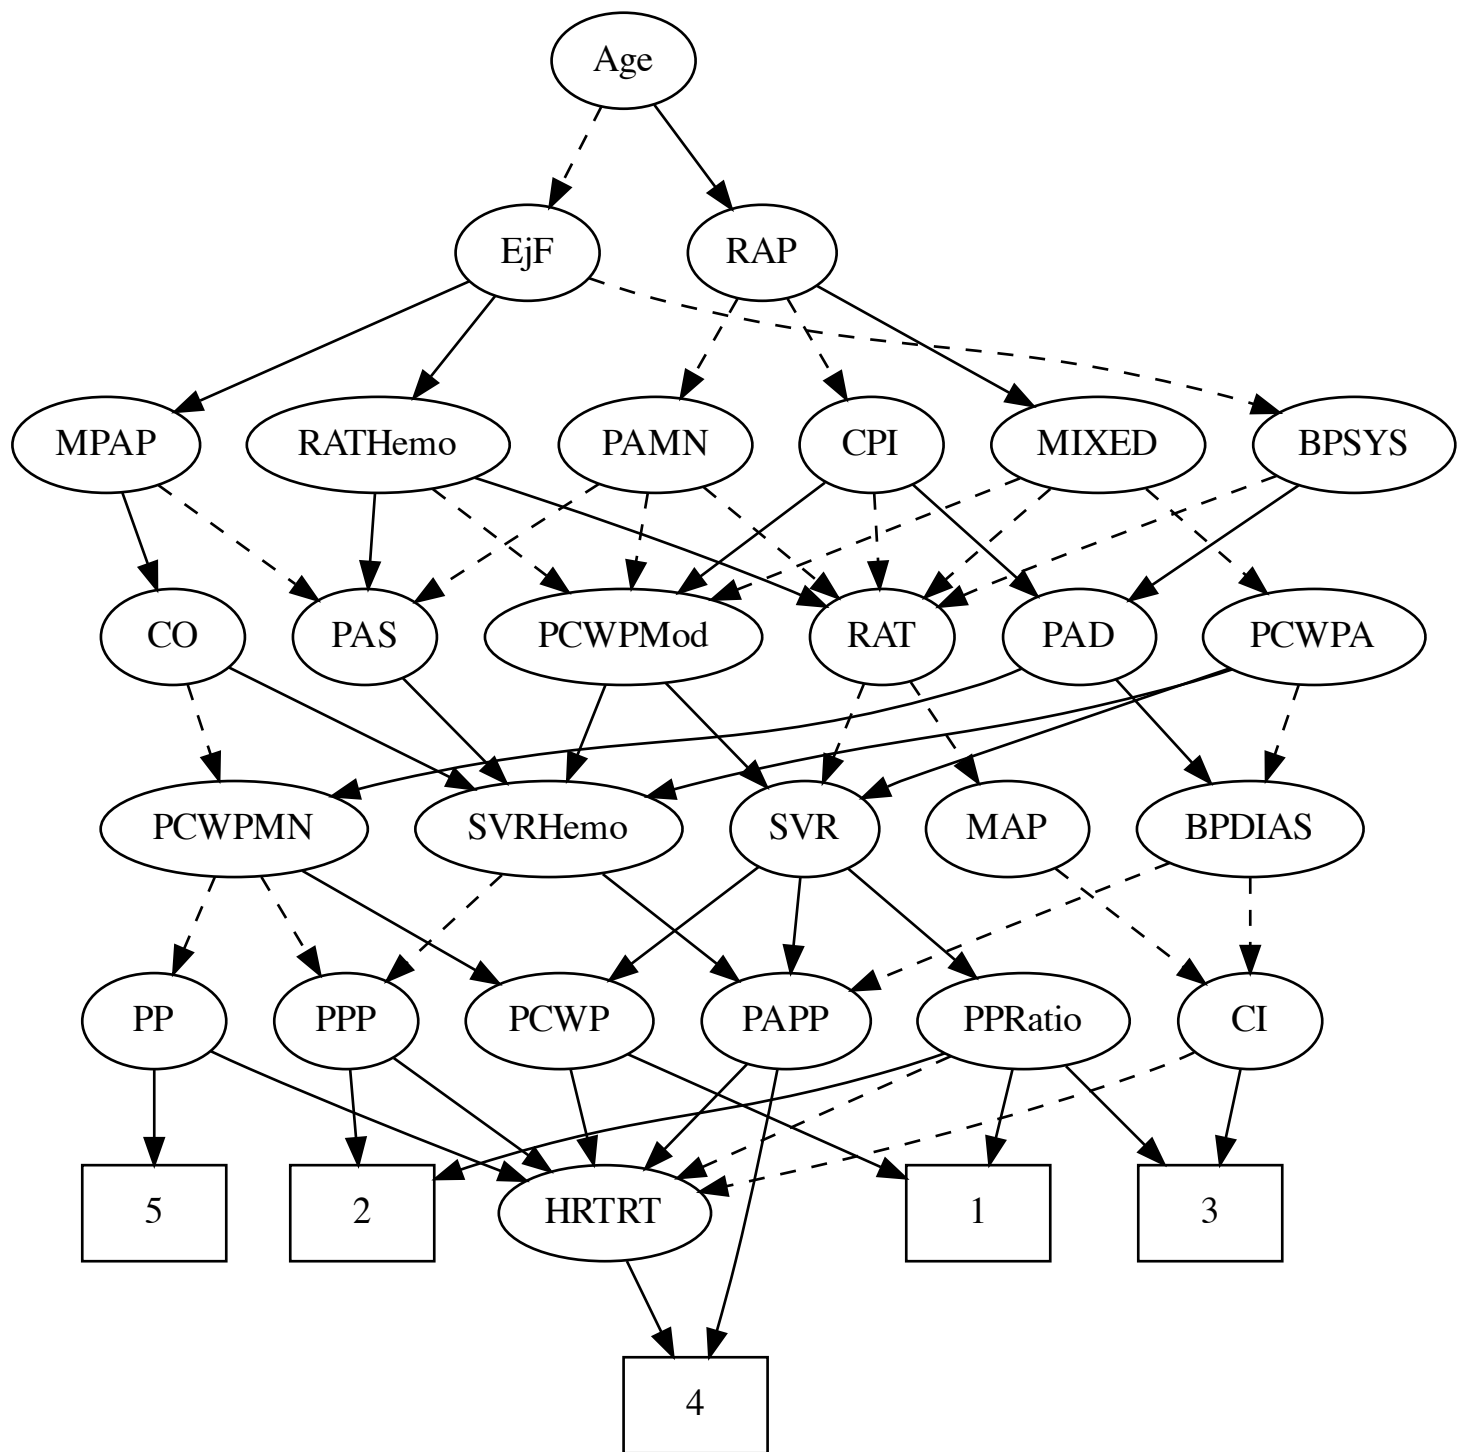 Age
EjF
RAP
MPAP
RATHemo
PAMN
CPI
MIXED
BPSYS
CO
PAS
PCWPMod
RAT
PAD
PCWPA
PCWPMN
SVRHemo
SVR
MAP
BPDIAS
PP
PPP
PCWP
PAPP
PPRatio
CI
5
2
HRTRT
1
3
4